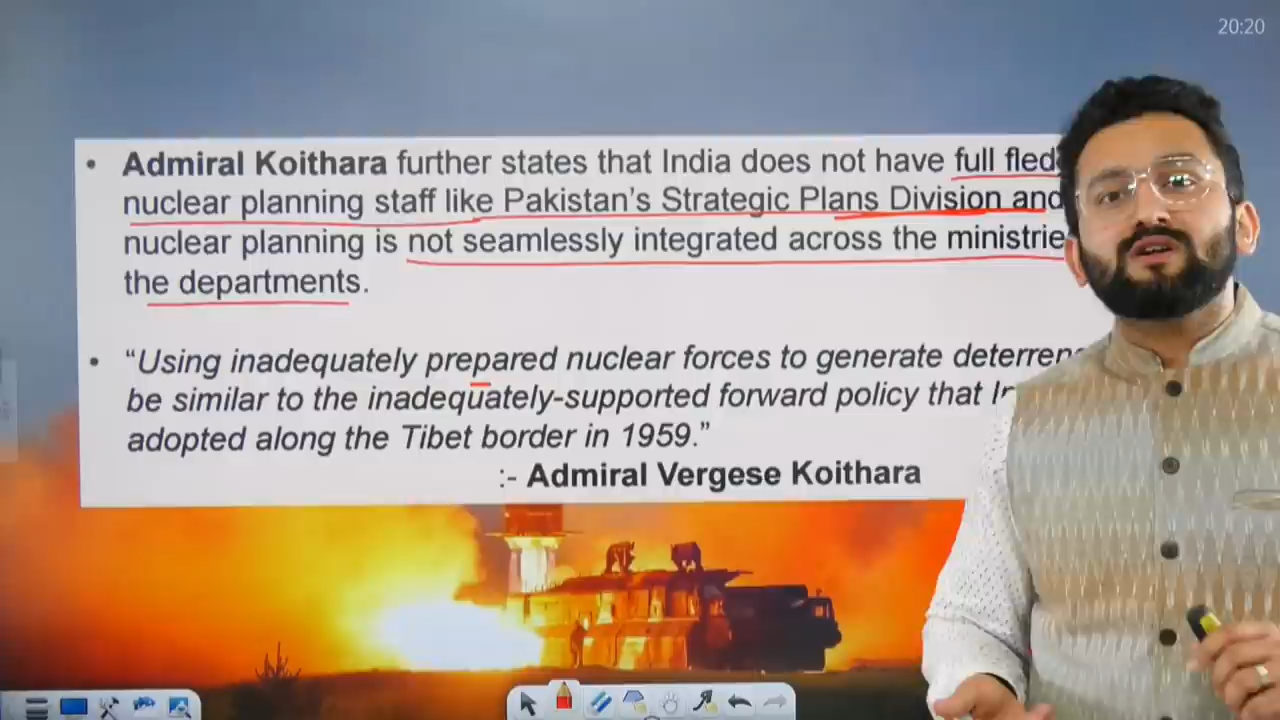 20:20
• Admiral Koithara further states that India does not have full fled
nuclear planning staff like Pakistan's Strategic Plans Division and
nuclear planning is not seamlessly integrated across the ministrie
the departments.
• “Using inadequately prepared nuclear forces to generate deterren
be similar to the inadequately-supported forward policy that
adopted along the Tibet border in 1959.”
:- Admiral Vergese Koithara